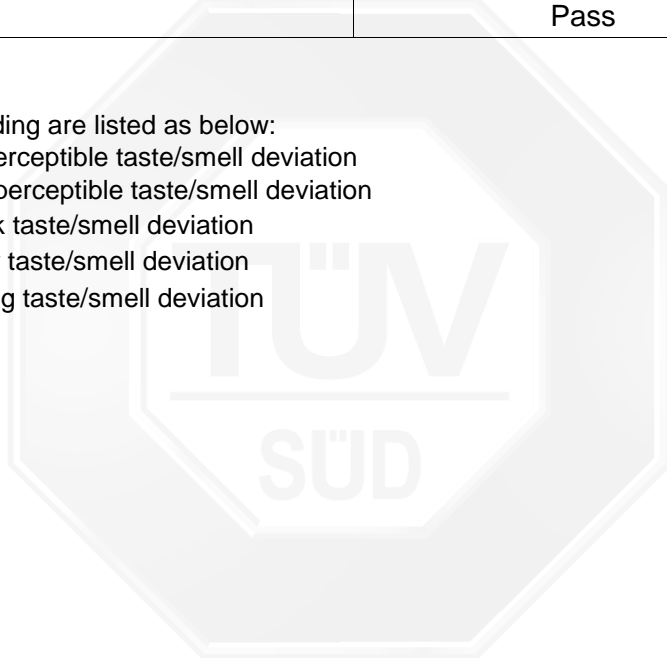 Pass
ding are listed as below:
erceptible taste/smell deviation
perceptible taste/smell deviation
k taste/smell deviation
taste/smell deviation
g taste/smell deviation
TÜV
SÜD